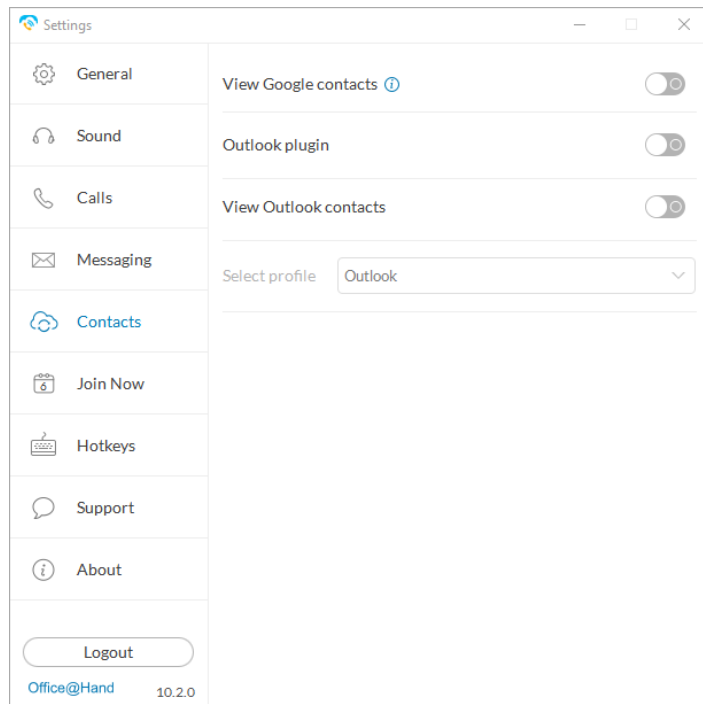 Settings
General
Sound
Calls
Messaging
Contacts
6
Join Now
Hotkeys
Support
i
About
Logout
Office@Hand
10.2.0
View Google contacts i
Outlook plugin
View Outlook contacts
Select profile Outlook